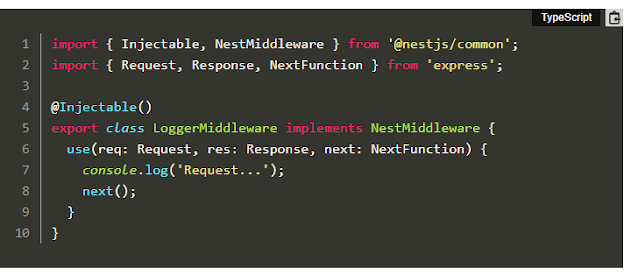 TypeScript
1 import { Injectable, NestMiddleware } from '@nestjs/common';
2 import { Request, Response, NextFunction } from 'express';
3
4 @Injectable()
5 export class LoggerMiddleware implements NestMiddleware {
6   use(req: Request, res: Response, next: NextFunction) {
7     console.log('Request...');
8     next();
9   }
10 }